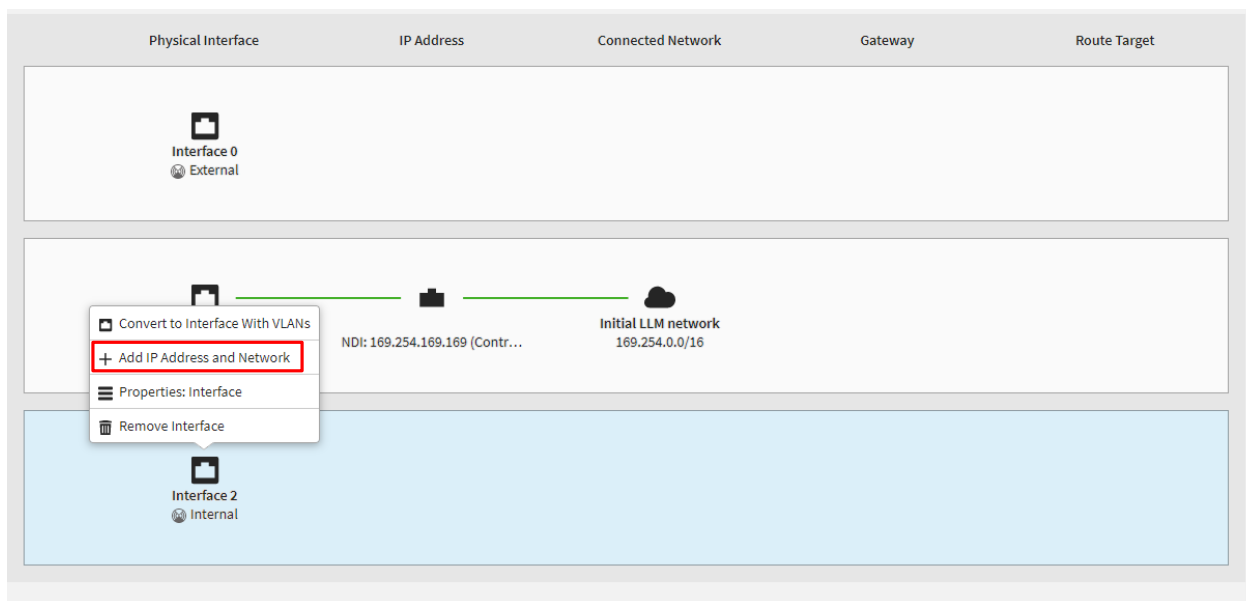 Physical Interface IP Address Connected Network Gateway Route Target
Interface 0
External
Convert to Interface With VLANs
Add IP Address and Network
Properties: Interface
Remove Interface
NDI: 169.254.169.169 (Contr...
Initial LLM network
169.254.0.0/16
Interface 2
Internal